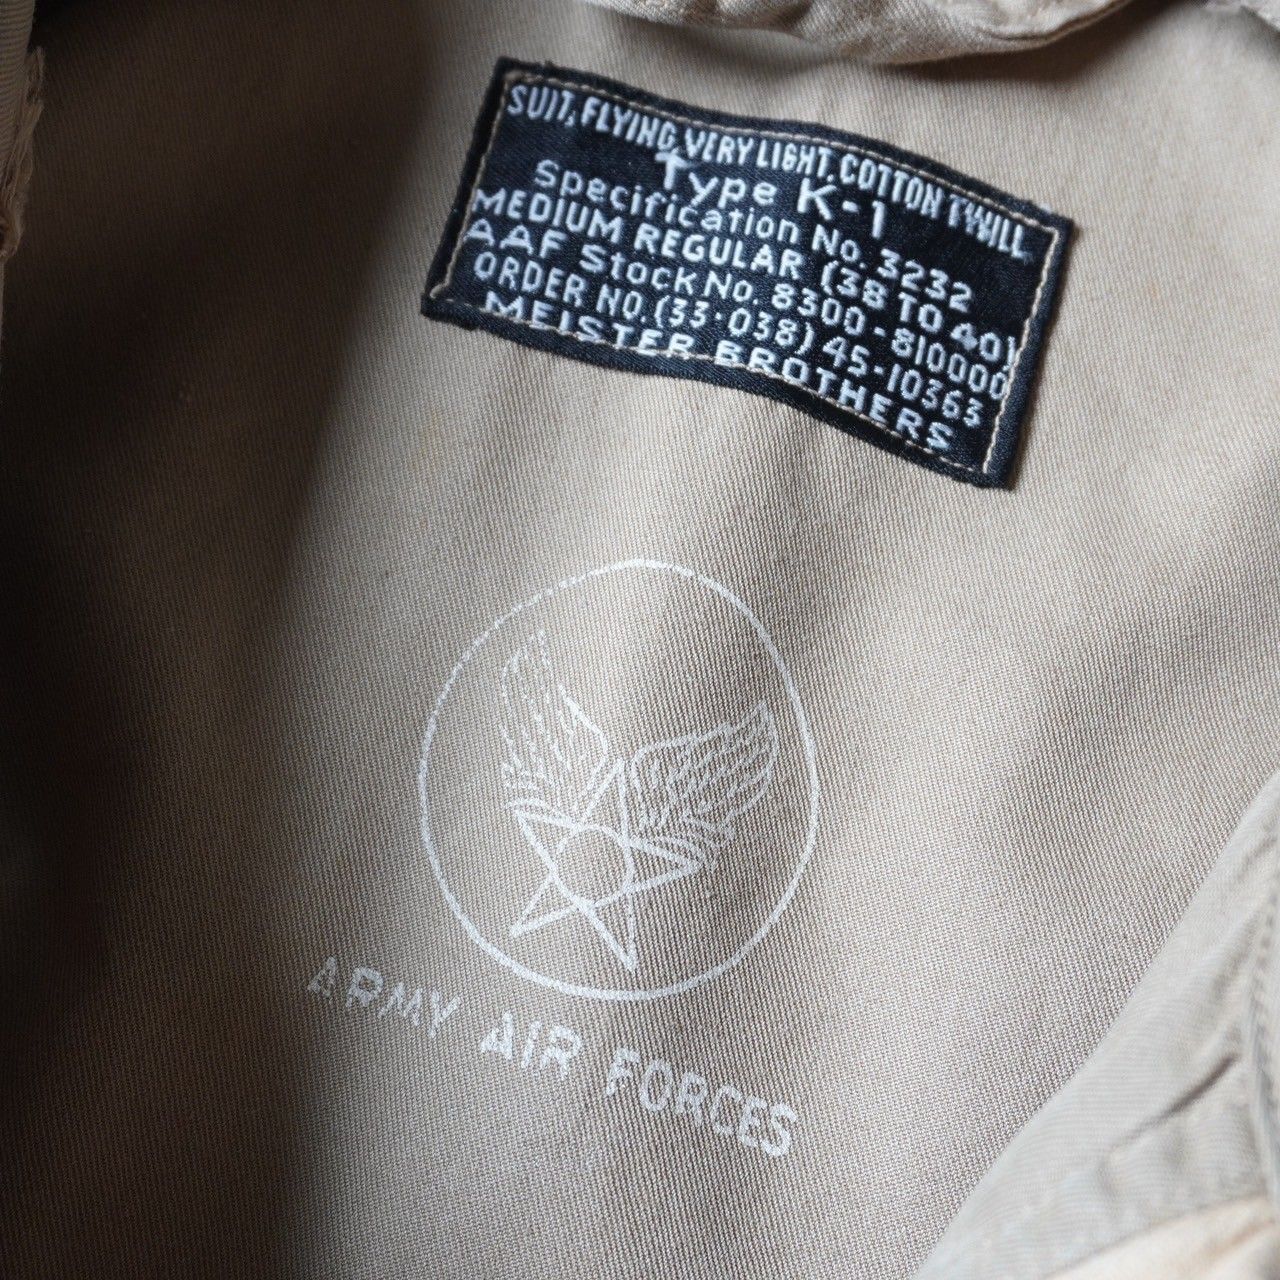 SUIT, FLYING, VERY LIGHT, COTTON TWILL
Type K-1
Specification No. 3232
MEDIUM REGULAR (38 TO 40)
AAF Stock No. 8300-810000
ORDER NO. (33-038) 45-10363
MEISTER BROTHERS
ARMY AIR FORCES